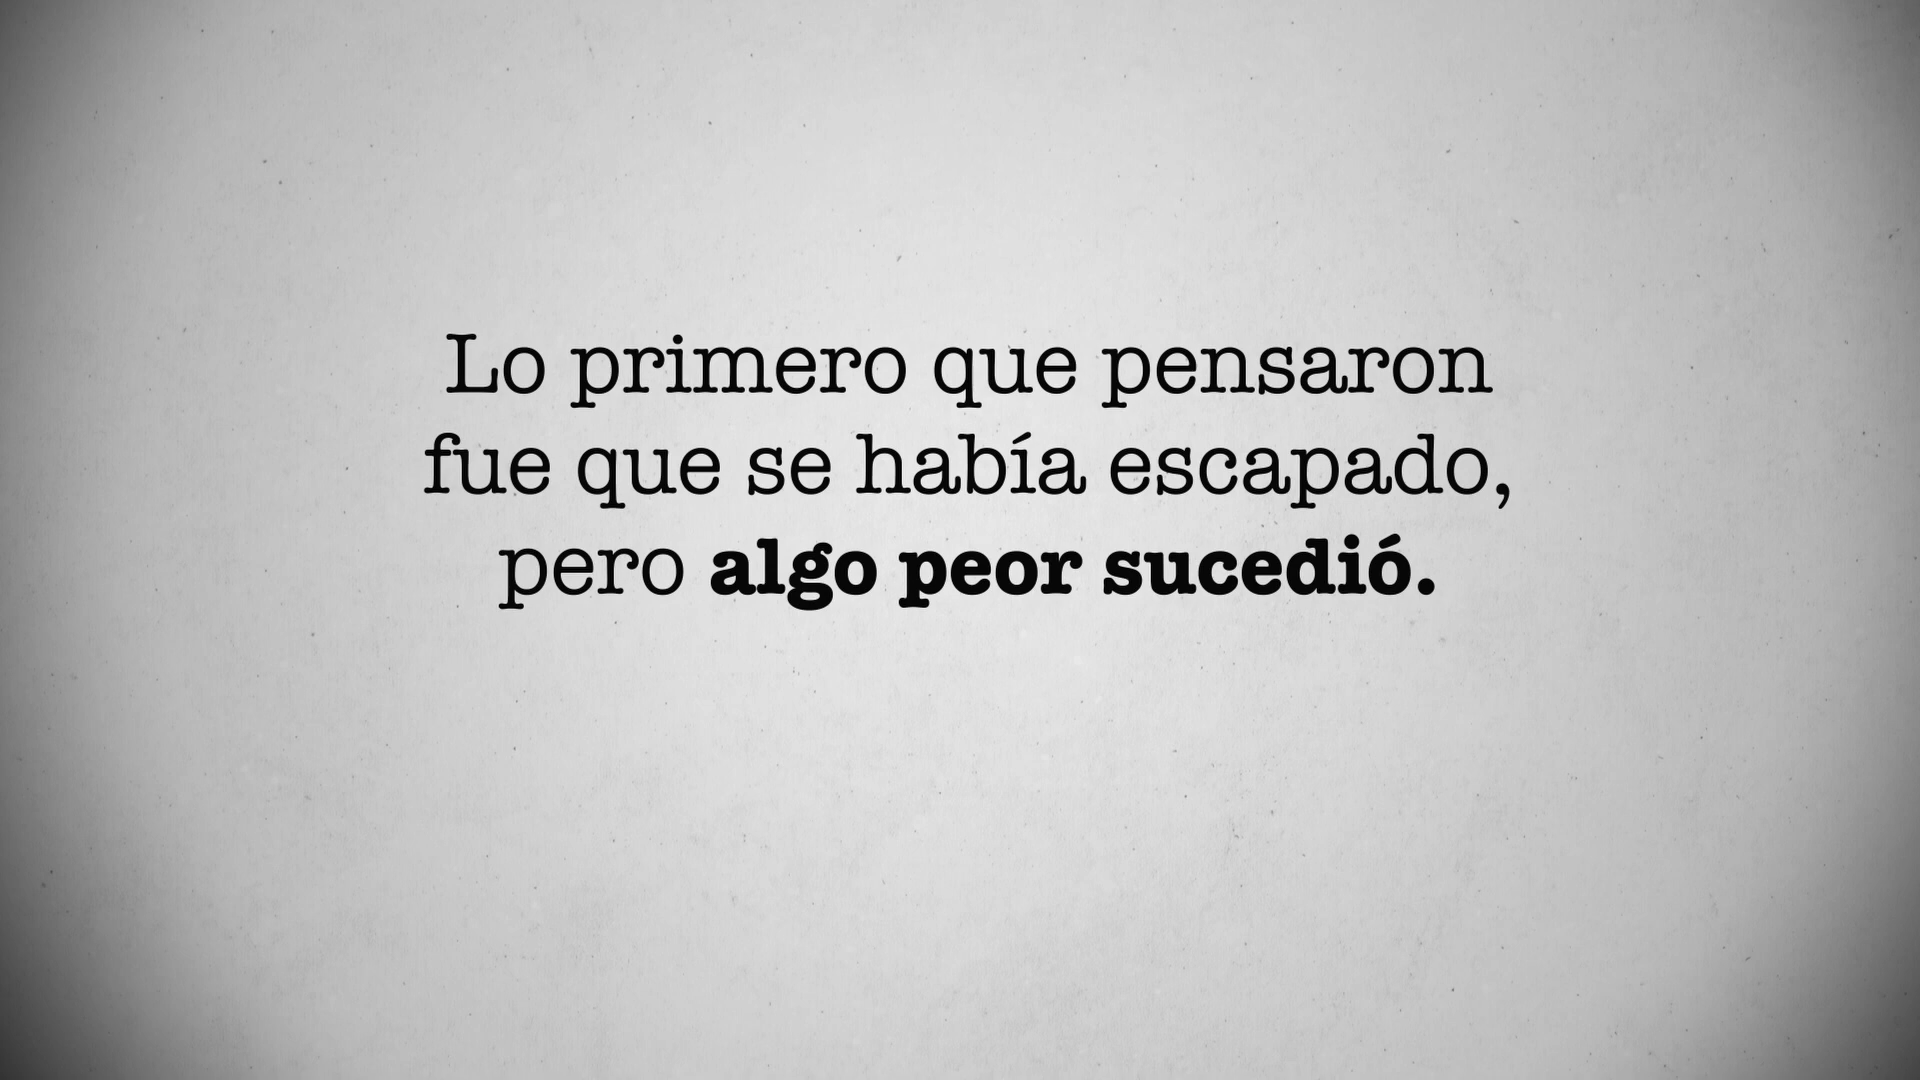 Lo primero que pensaron
fue que se había escapado,
pero algo peor sucedió.